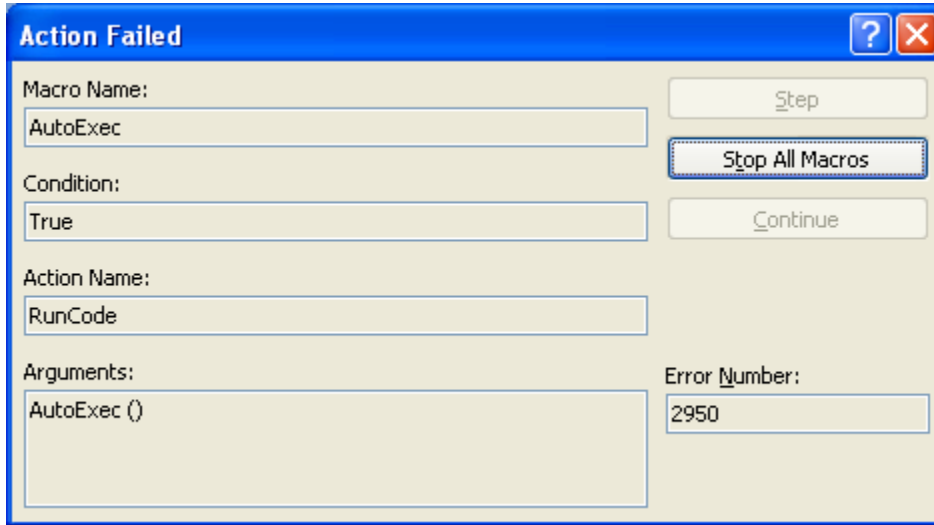 Action Failed
?
Macro Name:
AutoExec
Step
Stop All Macros
Condition:
True
Continue
Action Name:
RunCode
Arguments:
AutoExec ()
Error Number:
2950